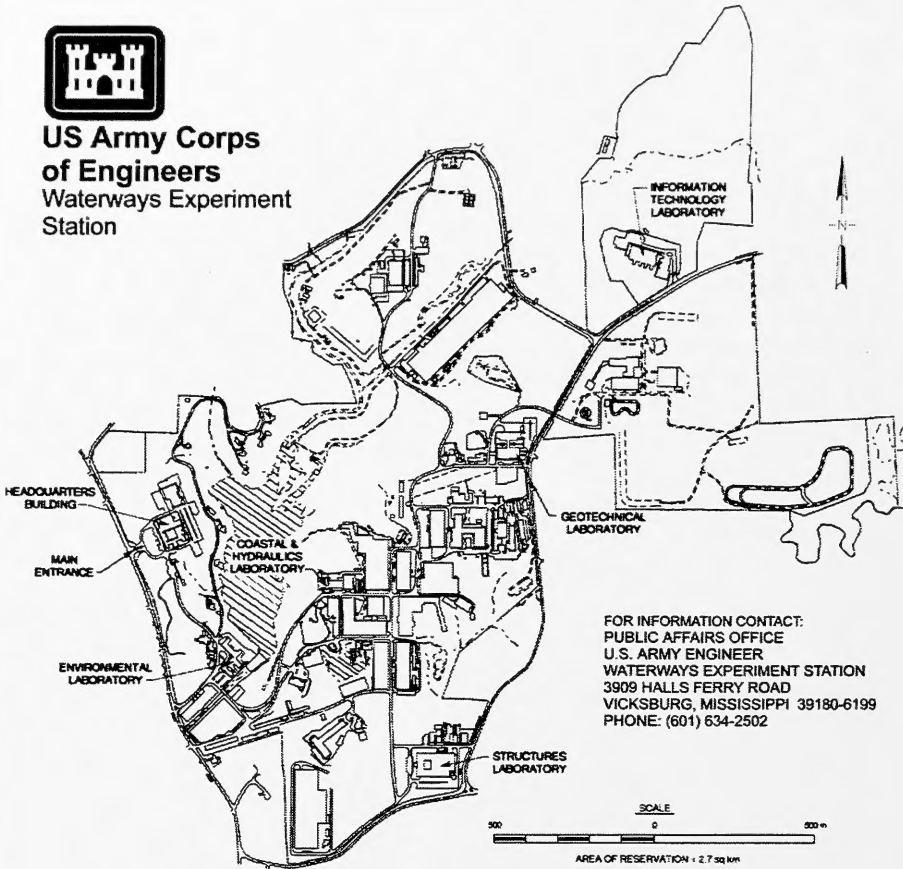 US Army Corps
of Engineers
Waterways Experiment
Station
INFORMATION
TECHNOLOGY
LABORATORY
N
HEADQUARTERS
BUILDING
MAIN
ENTRANCE
COASTAL &
HYDRAULICS
LABORATORY
GEOTECHNICAL
LABORATORY
ENVIRONMENTAL
LABORATORY
STRUCTURES
LABORATORY
FOR INFORMATION CONTACT:
PUBLIC AFFAIRS OFFICE
U.S. ARMY ENGINEER
WATERWAYS EXPERIMENT STATION
3909 HALLS FERRY ROAD
VICKSBURG, MISSISSIPPI 39180-6199
PHONE: (601) 634-2502
SCALE
500 0 500 m
AREA OF RESERVATION = 2.7 sq km